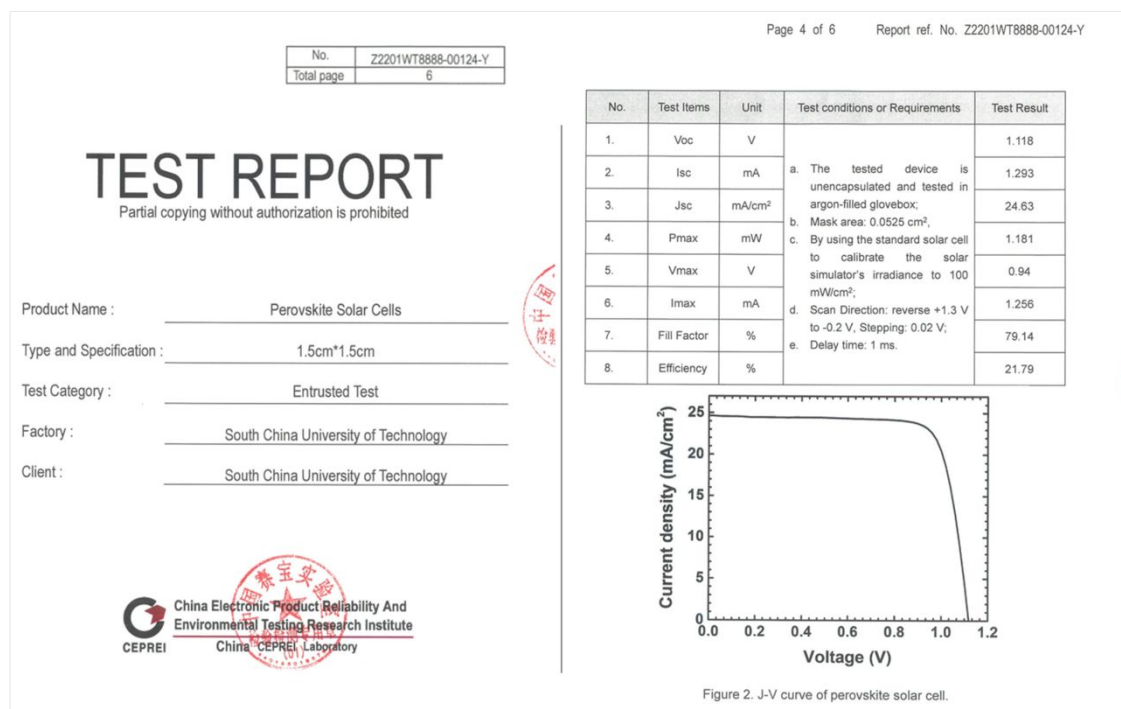 No. Z2201WT8888-00124-Y
Total page 6
TEST REPORT
Partial copying without authorization is prohibited
Product Name : Perovskite Solar Cells
Type and Specification : 1.5cm*1.5cm
Test Category : Entrusted Test
Factory : South China University of Technology
Client : South China University of Technology
CEPREI
China Electronic Product Reliability And
Environmental Testing Research Institute
China CEPREI Laboratory
(01)
Page 4 of 6 Report ref. No. Z2201WT8888-00124-Y
No. Test Items Unit Test conditions or Requirements Test Result
1. Voc V 1.118
2. Isc mA 1.293
3. Jsc mA/cm² 24.63
4. Pmax mW 1.181
5. Vmax V 0.94
6. Imax mA 1.256
7. Fill Factor % 79.14
8. Efficiency % 21.79
a. The tested device is
unencapsulated and tested in
argon-filled glovebox;
b. Mask area: 0.0525 cm²,
c. By using the standard solar cell
to calibrate the solar
simulator's irradiance to 100
mW/cm²;
d. Scan Direction: reverse +1.3 V
to -0.2 V, Stepping: 0.02 V;
e. Delay time: 1 ms.
Current density (mA/cm²)
25
20
15
10
5
0
0.0 0.2 0.4 0.6 0.8 1.0 1.2
Voltage (V)
Figure 2. J-V curve of perovskite solar cell.